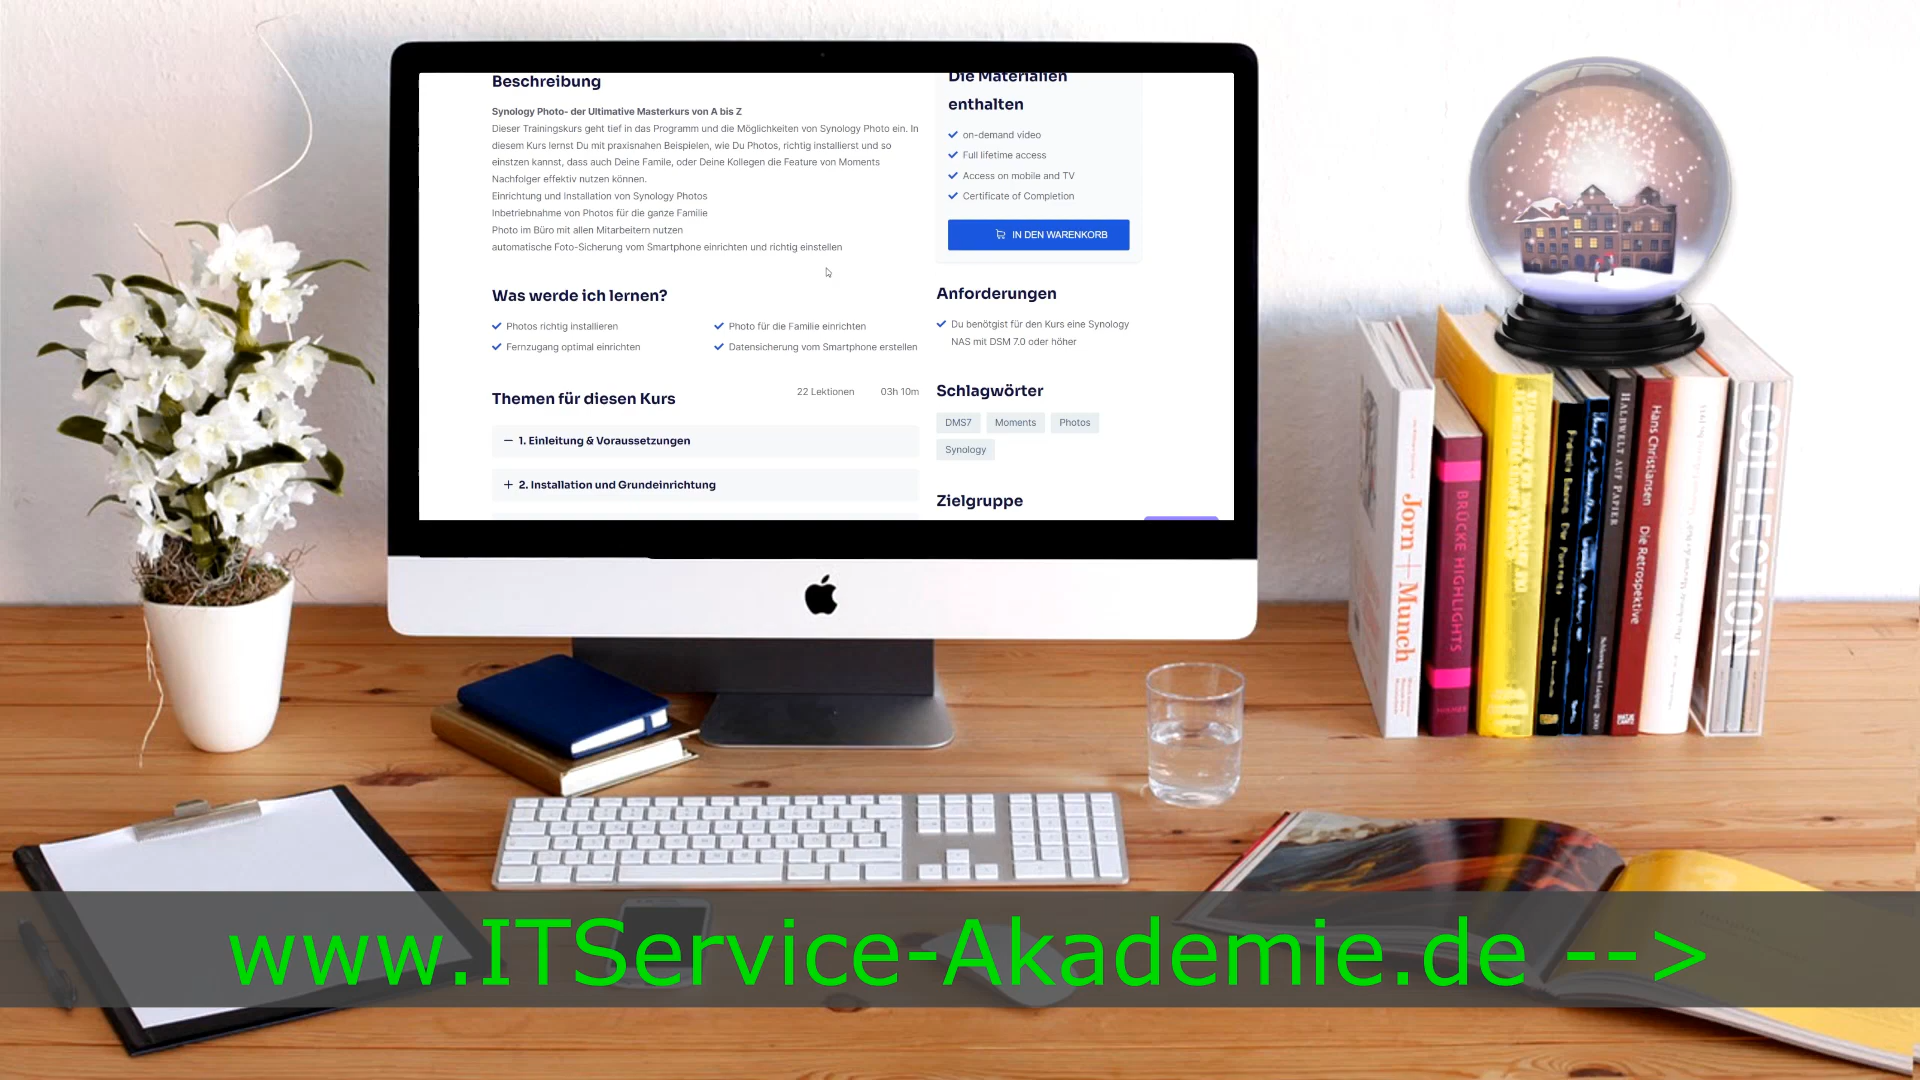 Beschreibung
Synology Photo- der Ultimative Masterkurs von A bis Z
Dieser Trainingskurs geht tief in das Programm und die Möglichkeiten von Synology Photo ein. In
diesem Kurs lernst Du mit praxisnahen Beispielen, wie Du Photos, richtig installierst und so
einstzen kannst, dass auch Deine Famile, oder Deine Kollegen die Feature von Moments
Nachfolger effektiv nutzen können.
Einrichtung und Installation von Synology Photos
Inbetriebnahme von Photos für die ganze Familie
Photo im Büro mit allen Mitarbeitern nutzen
automatische Foto-Sicherung vom Smartphone einrichten und richtig einstellen
Was werde ich lernen?
Photos richtig installieren
Photo für die Familie einrichten
Fernzugang optimal einrichten
Datensicherung vom Smartphone erstellen
Themen für diesen Kurs
22 Lektionen
03h 10m
1. Einleitung & Voraussetzungen
2. Installation und Grundeinrichtung
Die Materialien
enthalten
on-demand video
Full lifetime access
Access on mobile and TV
Certificate of Completion
IN DEN WARENKORB
Anforderungen
Du benötigst für den Kurs eine Synology
NAS mit DSM 7.0 oder höher
Schlagwörter
DMS7
Moments
Photos
Synology
Zielgruppe
Jorn + Munch
BRÜCKE HIGHLIGHTS
HALBWELT AUF PAPIER
Hans Christiansen
Die Retrospektive
COLLECTION
www.ITService-Akademie.de -->